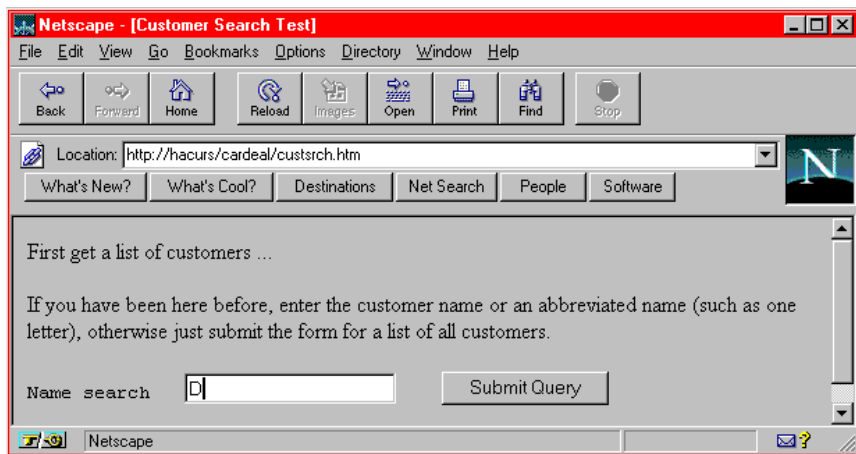 Netscape - [Customer Search Test]
File Edit View Go Bookmarks Options Directory Window Help
Back Forward Home Reload Images Open Print Find Stop
Location: http://hacurs/cardeal/custsrch.htm
N
What's New? What's Cool? Destinations Net Search People Software
First get a list of customers ...
If you have been here before, enter the customer name or an abbreviated name (such as one
letter), otherwise just submit the form for a list of all customers.
Name search D Submit Query
Netscape